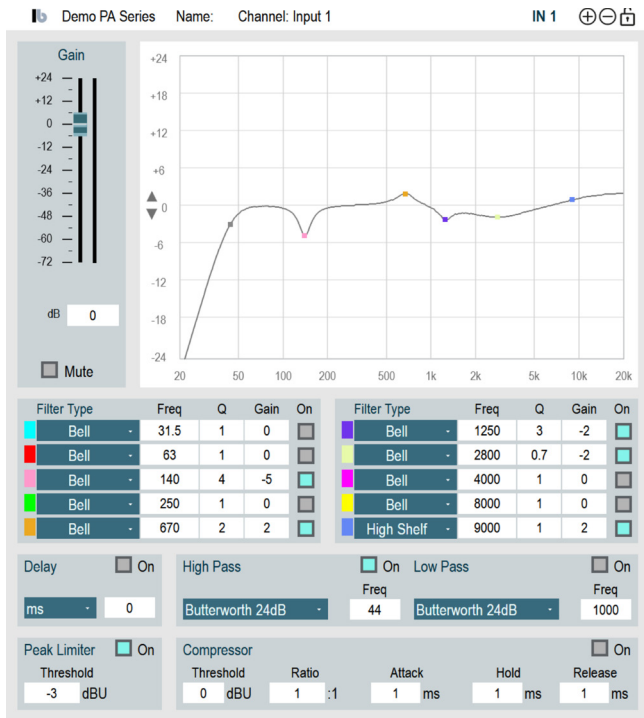 lb Demo PA Series Name: Channel: Input 1 IN 1
Gain
+24
+12
0
-12
-24
-36
-48
-60
-72
dB 0
Mute
+24
+18
+12
+6
0
-6
-12
-18
-24
20 50 100 200 500 1k 2k 5k 10k 20k
Filter Type Freq Q Gain On
Bell 31.5 1 0
Bell 63 1 0
Bell 140 4 -5
Bell 250 1 0
Bell 670 2 2
Filter Type Freq Q Gain On
Bell 1250 3 -2
Bell 2800 0.7 -2
Bell 4000 1 0
Bell 8000 1 0
High Shelf 9000 1 2
Delay On
ms 0
High Pass On
Freq
Butterworth 24dB 44
Low Pass On
Freq
Butterworth 24dB 1000
Peak Limiter On
Threshold
-3 dBU
Compressor On
Threshold Ratio Attack Hold Release
0 dBU 1 :1 1 ms 1 ms 1 ms